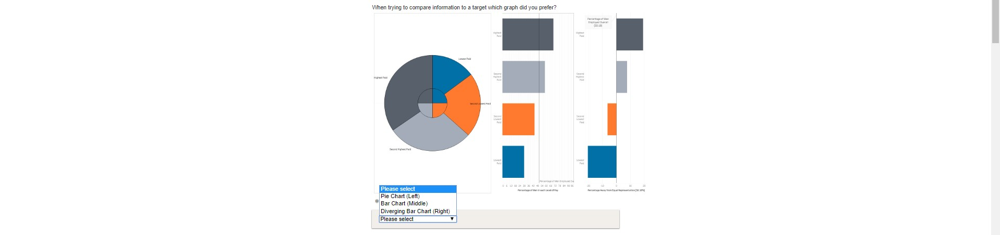 When trying to compare information to a target which graph did you prefer?
Lowest Paid
Highest Paid
Second Lowest Paid
Second Highest Paid
Highest
Paid
Second
Highest
Paid
Second
Lowest
Paid
Lowest
Paid
Percentage of Men Employed Ov
0 6 12 18 24 30 36 42 48 54 60 66 72 78 84 90 96
Percentage of Men in each Level of Pay
Percentage of Men
Employed Overall
(50.18)
Highest
Paid
Second
Highest
Paid
Second
Lowest
Paid
Lowest
Paid
-20 -10 0 10 20
Percentage Away from Equal Representation (50.18%)
Please select
Pie Chart (Left)
Bar Chart (Middle)
Diverging Bar Chart (Right)
Please select